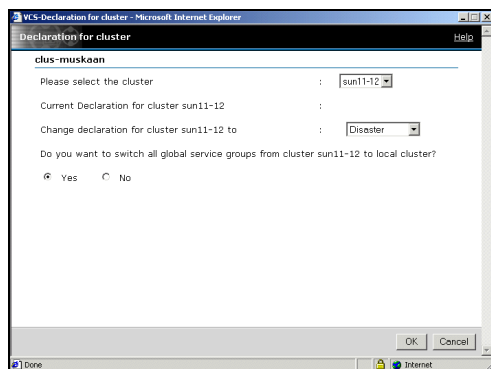 VCS-Declaration for cluster - Microsoft Internet Explorer
Declaration for cluster Help
clus-muskaan
Please select the cluster : sun11-12
Current Declaration for cluster sun11-12 :
Change declaration for cluster sun11-12 to : Disaster
Do you want to switch all global service groups from cluster sun11-12 to local cluster?
Yes No
OK Cancel
Done Internet